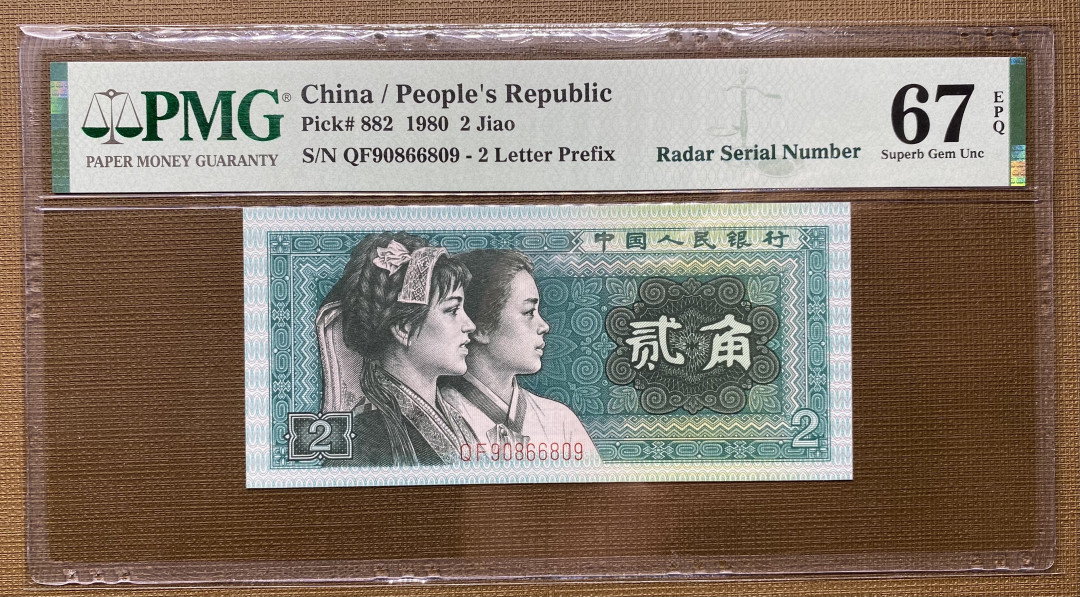 PMG®
PAPER MONEY GUARANTY
China / People's Republic
Pick# 882 1980 2 Jiao
S/N QF90866809 - 2 Letter Prefix
Radar Serial Number
67
EPQ
Superb Gem Unc
中国人民银行
贰角
2
2
QF90866809